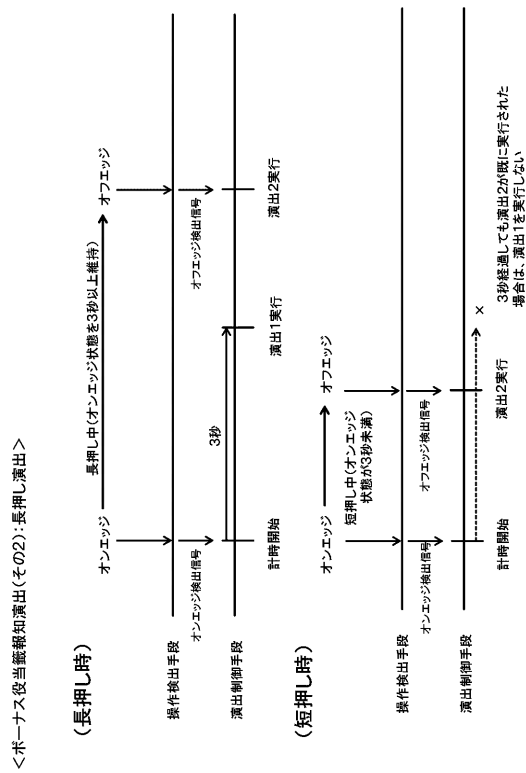 ＜ボーナス役当籤報知演出(その2)：長押し演出＞
(長押し時)
オンエッジ
長押し中(オンエッジ状態を3秒以上維持)
オフエッジ
操作検出手段
オンエッジ検出信号
オフエッジ検出信号
3秒
演出制御手段
計時開始
演出1実行
演出2実行
(短押し時)
オンエッジ
短押し中(オンエッジ
状態が3秒未満)
オフエッジ
操作検出手段
オンエッジ検出信号
オフエッジ検出信号
演出制御手段
×
計時開始
演出2実行
3秒経過しても演出2が既に実行された
場合は、演出1を実行しない